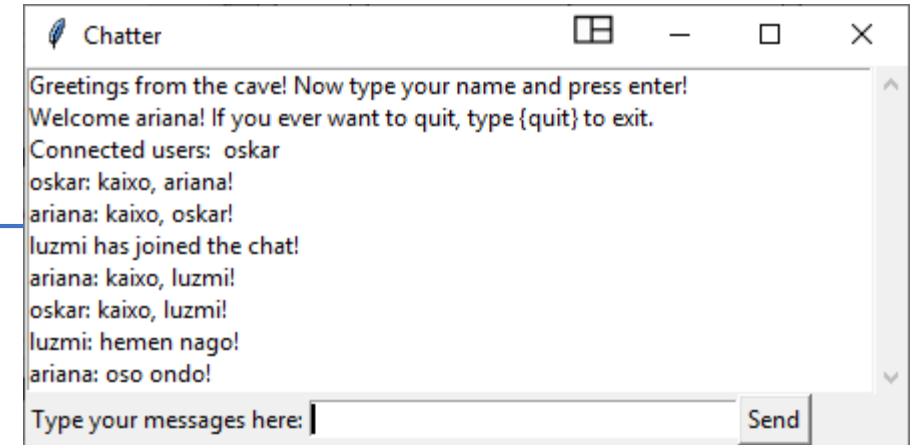 Chatter
Greetings from the cave! Now type your name and press enter!
Welcome ariana! If you ever want to quit, type {quit} to exit.
Connected users:  oskar
oskar: kaixo, ariana!
ariana: kaixo, oskar!
luzmi has joined the chat!
ariana: kaixo, luzmi!
oskar: kaixo, luzmi!
luzmi: hemen nago!
ariana: oso ondo!
Type your messages here: Send